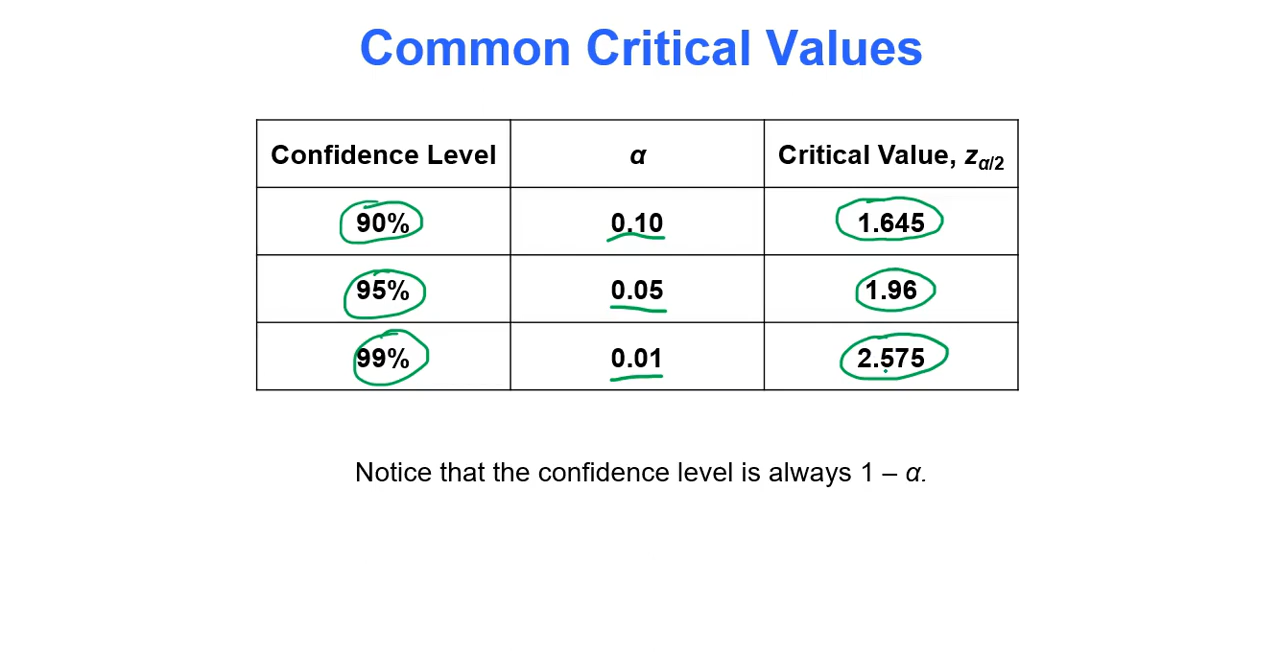 Common Critical Values
Confidence Level α Critical Value, zα/2
90% 0.10 1.645
95% 0.05 1.96
99% 0.01 2.575
Notice that the confidence level is always 1 – α.